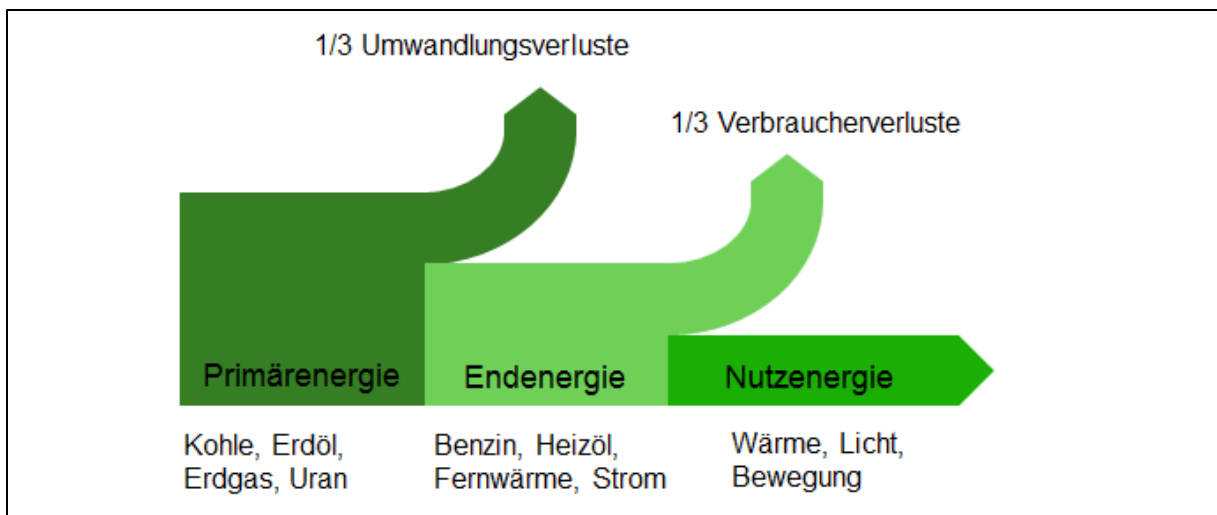 1/3 Umwandlungsverluste
1/3 Verbraucherverluste
Primärenergie
Endenergie
Nutzenergie
Kohle, Erdöl,
Erdgas, Uran
Benzin, Heizöl,
Fernwärme, Strom
Wärme, Licht,
Bewegung